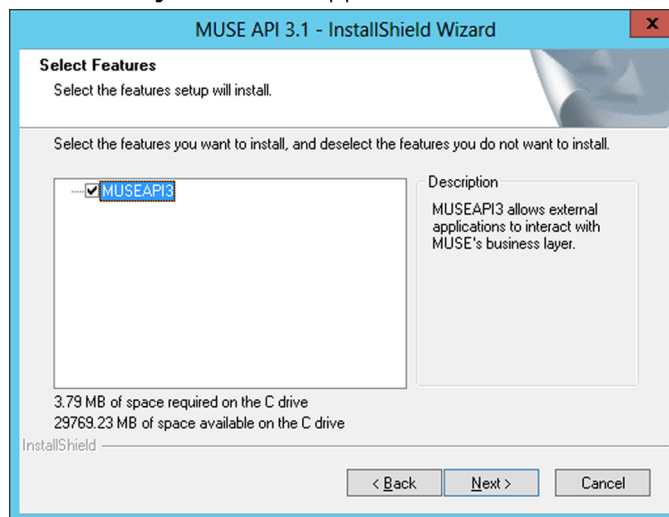 MUSE API 3.1 - InstallShield Wizard
x
Select Features
Select the features setup will install.
Select the features you want to install, and deselect the features you do not want to install.
MUSEAPI3
Description
MUSEAPI3 allows external
applications to interact with
MUSE's business layer.
3.79 MB of space required on the C drive
29769.23 MB of space available on the C drive
InstallShield
< Back
Next >
Cancel